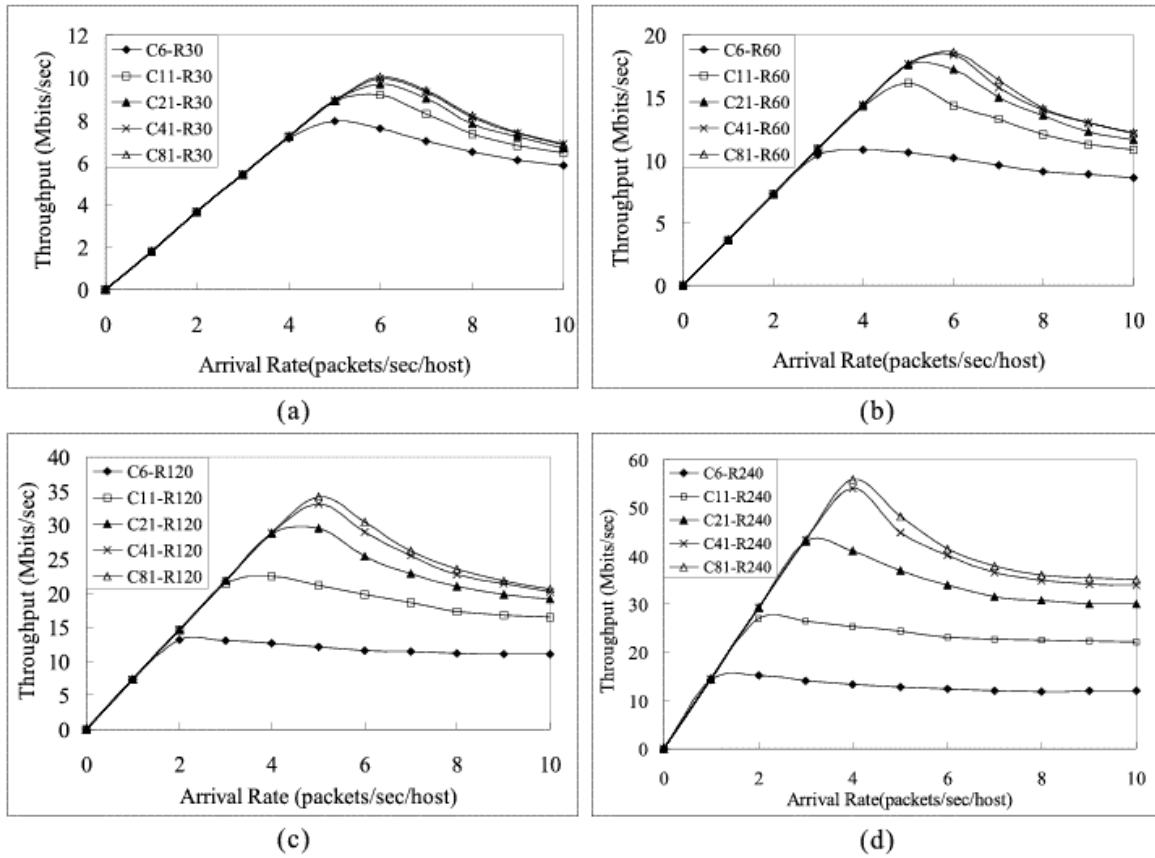 12
10
8
6
4
2
0
Throughput (Mbits/sec)
C6-R30
C11-R30
C21-R30
C41-R30
C81-R30
0 2 4 6 8 10
Arrival Rate(packets/sec/host)
(a)
20
15
10
5
0
Throughput (Mbits/sec)
C6-R60
C11-R60
C21-R60
C41-R60
C81-R60
0 2 4 6 8 10
Arrival Rate(packets/sec/host)
(b)
40
35
30
25
20
15
10
5
0
Throughput (Mbits/sec)
C6-R120
C11-R120
C21-R120
C41-R120
C81-R120
0 2 4 6 8 10
Arrival Rate (packets/sec/host)
(c)
60
50
40
30
20
10
0
Throughput (Mbits/sec)
C6-R240
C11-R240
C21-R240
C41-R240
C81-R240
0 2 4 6 8 10
Arrival Rate(packets/sec/host)
(d)